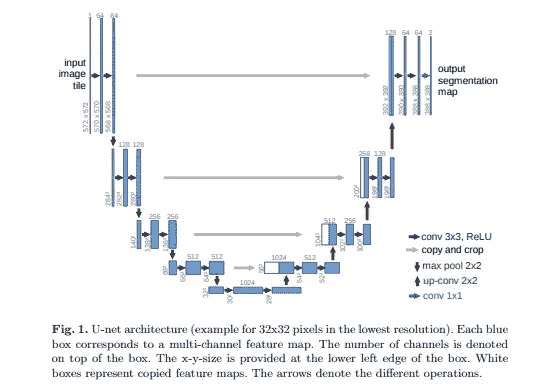 1 64 64
input
image
tile
572 x 572
570 x 570
568 x 568
128 64 64 2
output
segmentation
map
392 x 392
390 x 390
388 x 388
388 x 388
128 128
284²
282²
280²
256 128
200²
198²
196²
256 256
140²
138²
136²
512 256
104²
102²
100²
512 512
68²
66²
64²
1024 512
56²
54²
52²
1024
32²
30²
28²
conv 3x3, ReLU
copy and crop
max pool 2x2
up-conv 2x2
conv 1x1
Fig. 1. U-net architecture (example for 32x32 pixels in the lowest resolution). Each blue
box corresponds to a multi-channel feature map. The number of channels is denoted
on top of the box. The x-y-size is provided at the lower left edge of the box. White
boxes represent copied feature maps. The arrows denote the different operations.